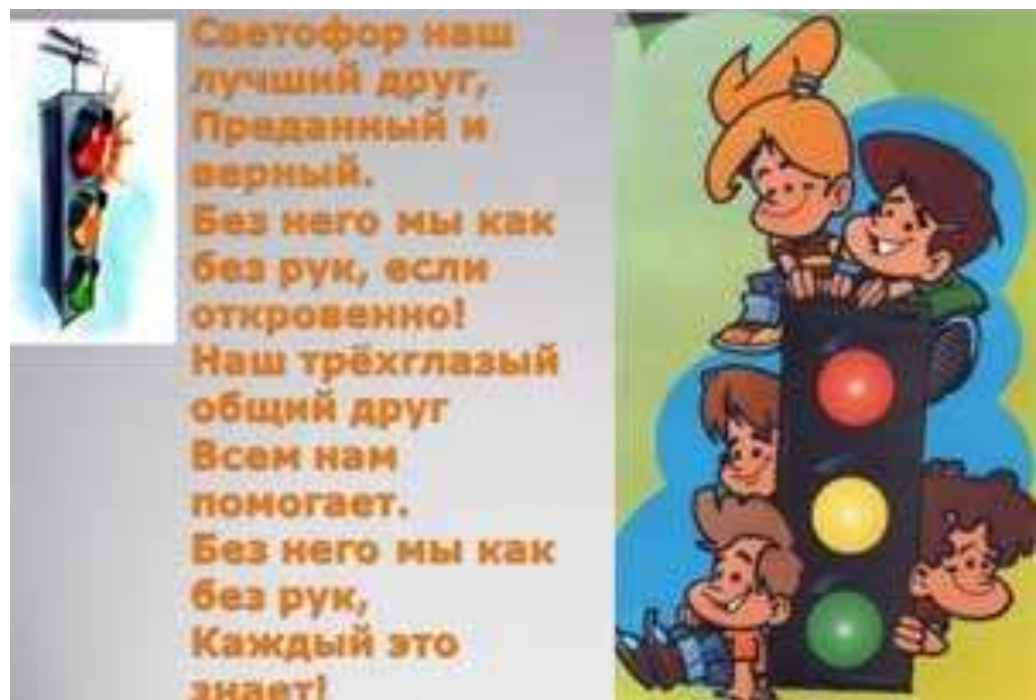 Светофор наш
лучший друг,
Преданный и
верный.
Без него мы как
без рук, если
откровенно!
Наш трёхглазый
общий друг
Всем нам
помогает.
Без него мы как
без рук,
Каждый это
знает!